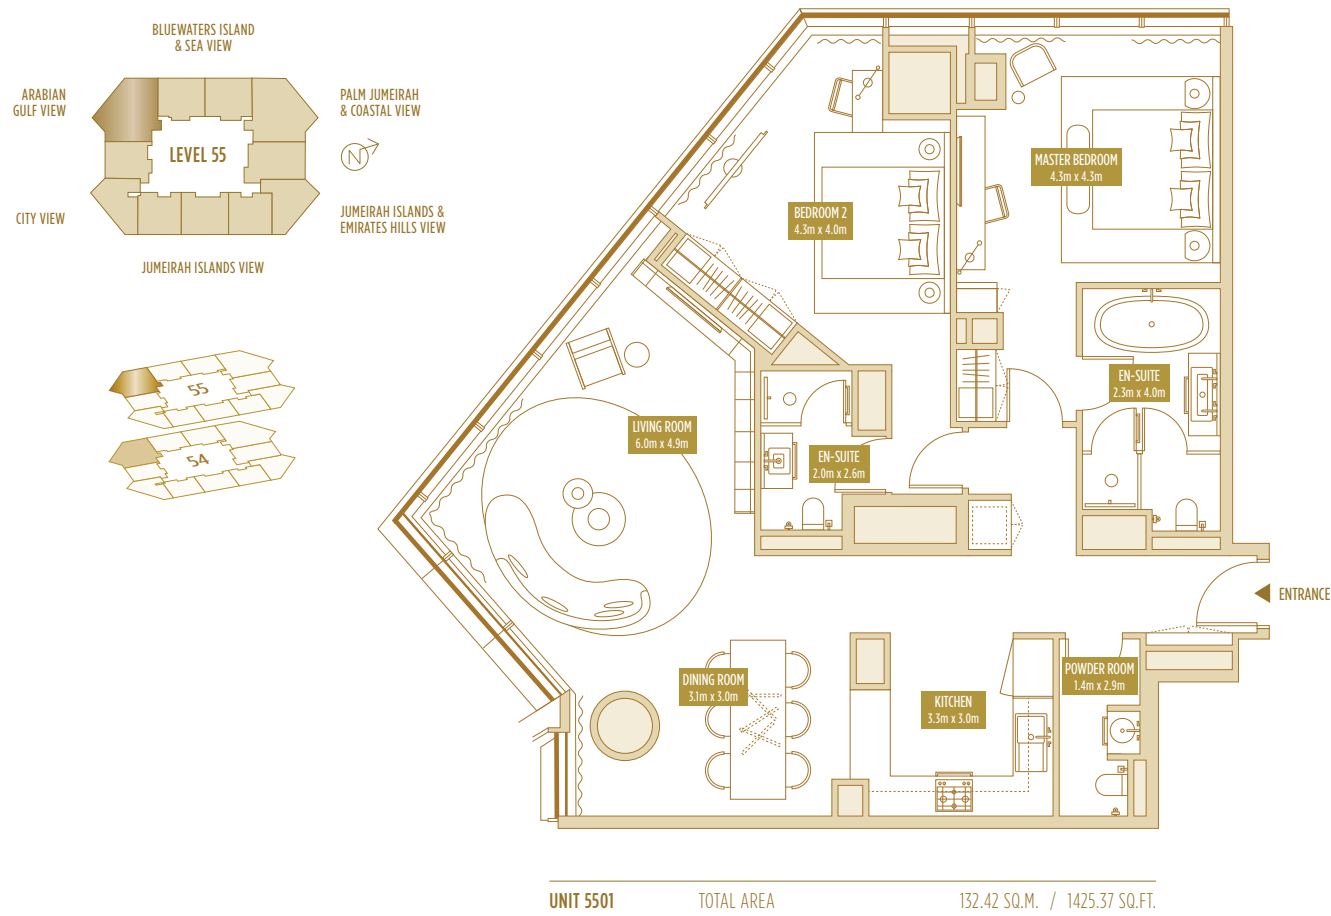 BLUEWATERS ISLAND
& SEA VIEW
ARABIAN
GULF VIEW
PALM JUMEIRAH
& COASTAL VIEW
LEVEL 55
N
CITY VIEW
JUMEIRAH ISLANDS &
EMIRATES HILLS VIEW
JUMEIRAH ISLANDS VIEW
55
54
MASTER BEDROOM
4.3m x 4.3m
BEDROOM 2
4.3m x 4.0m
EN-SUITE
2.3m x 4.0m
LIVING ROOM
6.0m x 4.9m
EN-SUITE
2.0m x 2.6m
ENTRANCE
DINING ROOM
3.1m x 3.0m
KITCHEN
3.3m x 3.0m
POWDER ROOM
1.4m x 2.9m
UNIT 5501 TOTAL AREA 132.42 SQ.M. / 1425.37 SQ.FT.